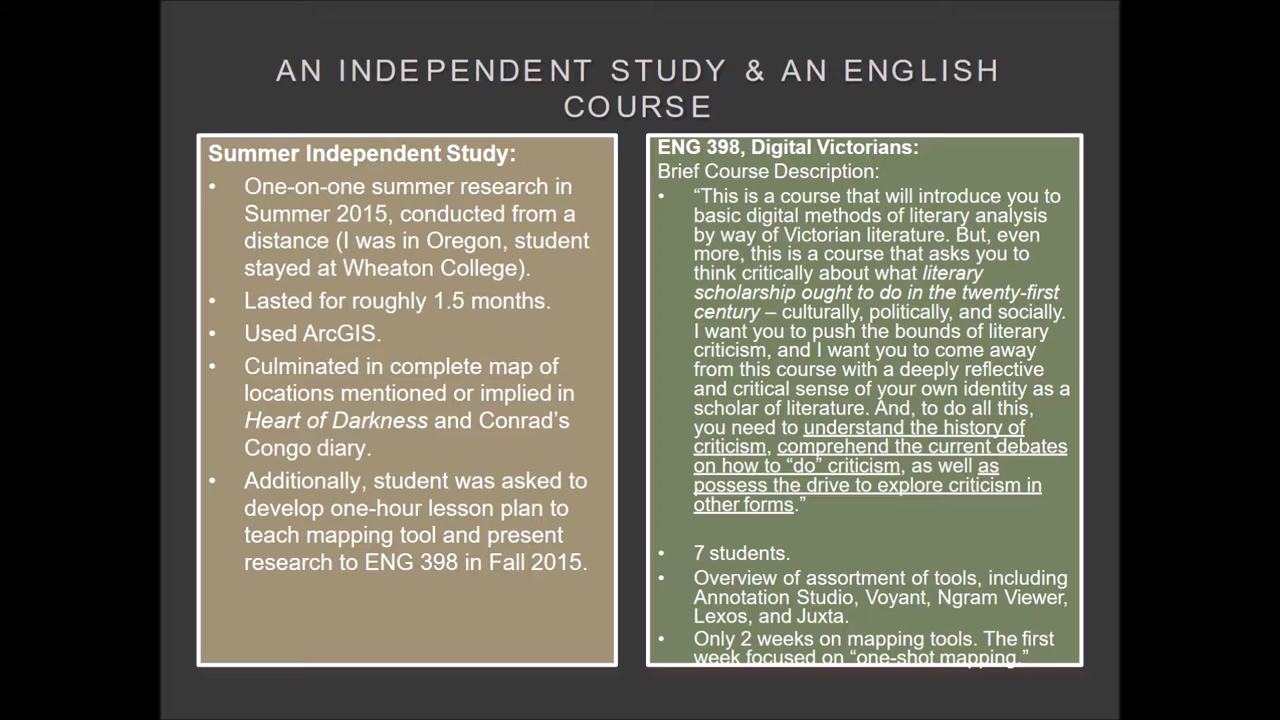 AN INDEPENDENT STUDY & AN ENGLISH
COURSE
Summer Independent Study:
• One-on-one summer research in
Summer 2015, conducted from a
distance (I was in Oregon, student
stayed at Wheaton College).
• Lasted for roughly 1.5 months.
• Used ArcGIS.
• Culminated in complete map of
locations mentioned or implied in
Heart of Darkness and Conrad’s
Congo diary.
• Additionally, student was asked to
develop one-hour lesson plan to
teach mapping tool and present
research to ENG 398 in Fall 2015.
ENG 398, Digital Victorians:
Brief Course Description:
• “This is a course that will introduce you to
basic digital methods of literary analysis
by way of Victorian literature. But, even
more, this is a course that asks you to
think critically about what literary
scholarship ought to do in the twenty-first
century – culturally, politically, and socially.
I want you to push the bounds of literary
criticism, and I want you to come away
from this course with a deeply reflective
and critical sense of your own identity as a
scholar of literature. And, to do all this,
you need to understand the history of
criticism, comprehend the current debates
on how to “do” criticism, as well as
possess the drive to explore criticism in
other forms.”
• 7 students.
• Overview of assortment of tools, including
Annotation Studio, Voyant, Ngram Viewer,
Lexos, and Juxta.
• Only 2 weeks on mapping tools. The first
week focused on “one-shot mapping.”